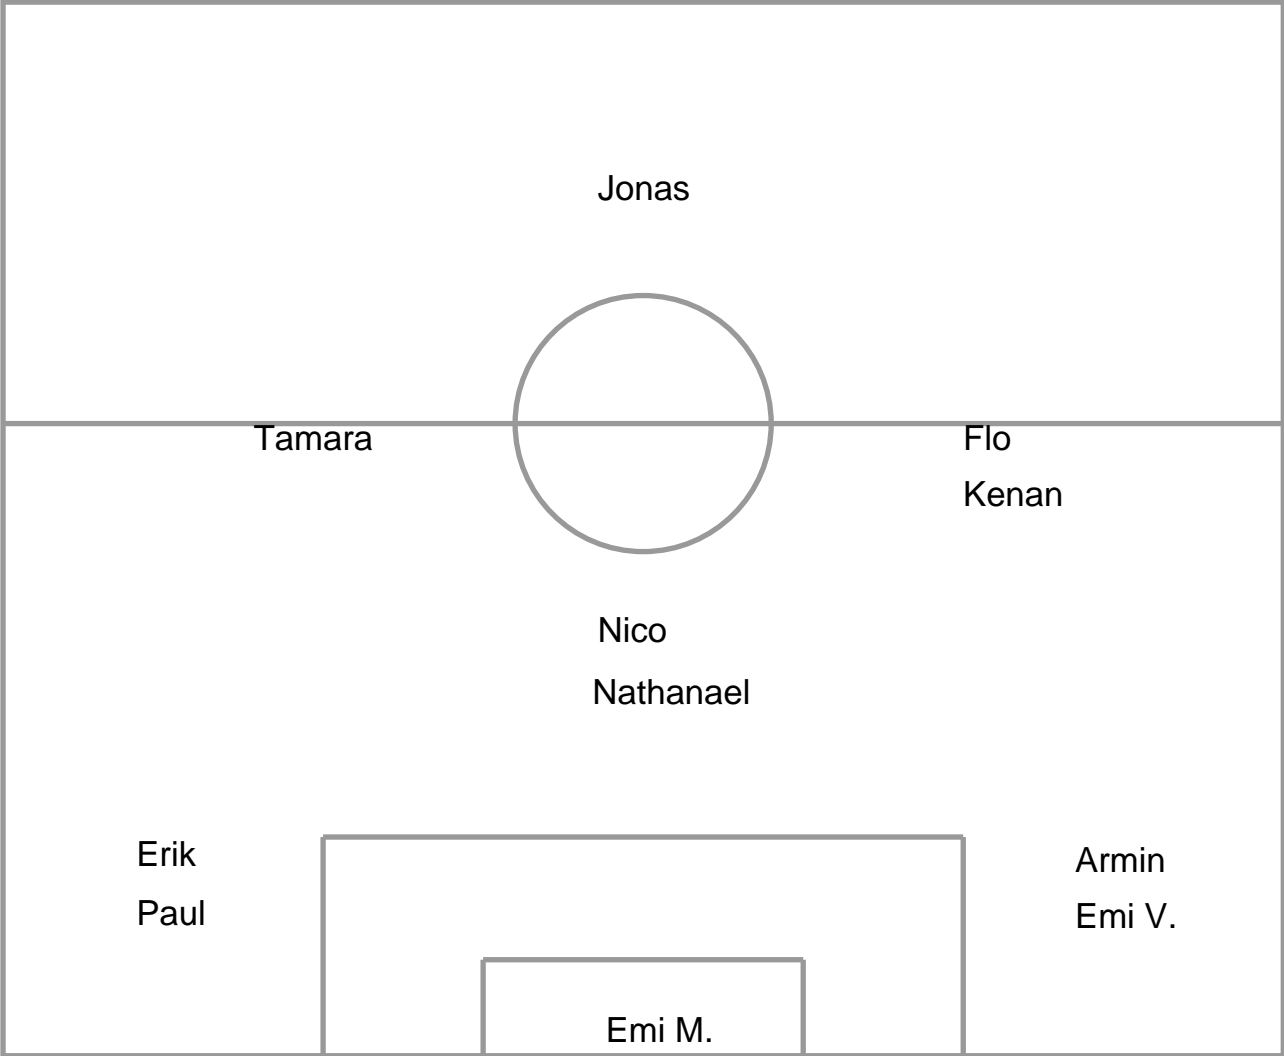 Jonas
Tamara
Flo
Kenan
Nico
Nathanael
Erik
Paul
Armin
Emi V.
Emi M.